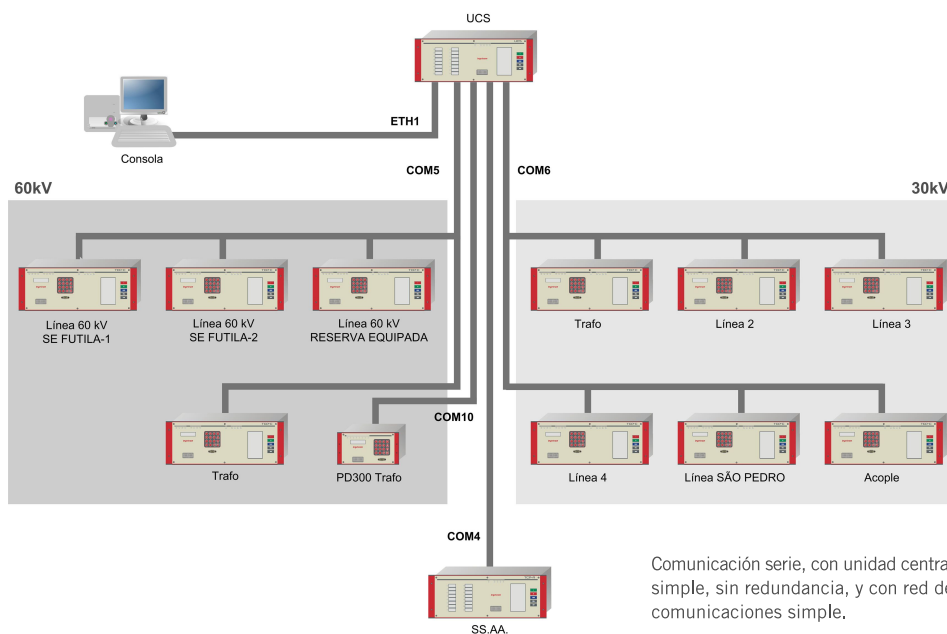 UCS
ETH1
Consola
COM5
COM6
60kV
30kV
Línea 60 kV
SE FUTILA-1
Línea 60 kV
SE FUTILA-2
Línea 60 kV
RESERVA EQUIPADA
Trafo
Línea 2
Línea 3
COM10
Trafo
PD300 Trafo
Línea 4
Línea SÃO PEDRO
Acople
COM4
SS.AA.
Comunicación serie, con unidad centra
simple, sin redundancia, y con red de
comunicaciones simple.